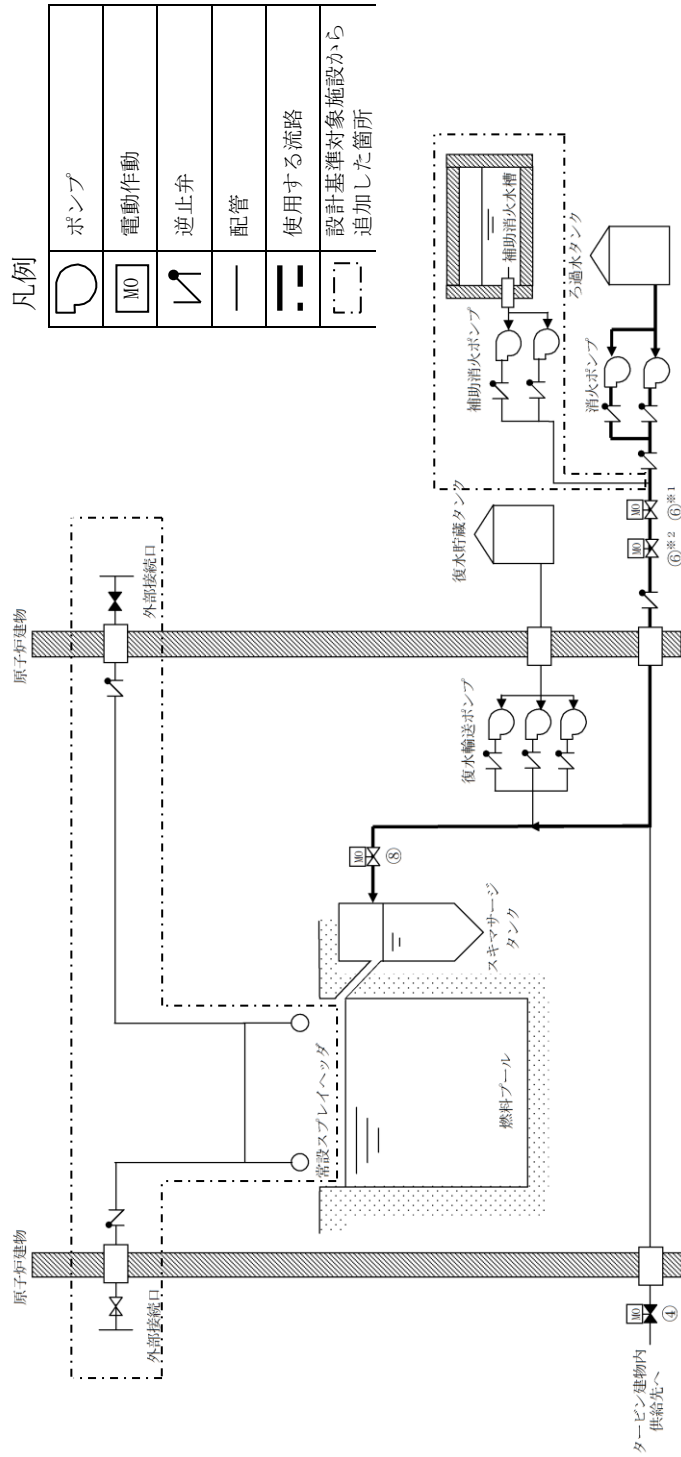 凡例
ポンプ
MO
電動作動
逆止弁
配管
使用する流路
設計基準対象施設から
追加した箇所
原子炉建物
外部接続口
原子炉建物
外部接続口
常設スプレイヘッダ
燃料プール
スキマサージ
タンク
MO
⑧
復水輸送ポンプ
復水貯蔵タンク
補助消火ポンプ
補助消火水槽
消火ポンプ
ろ過水タンク
MO
⑥※1
MO
⑥※2
MO
④
タービン建物内
供給先へ